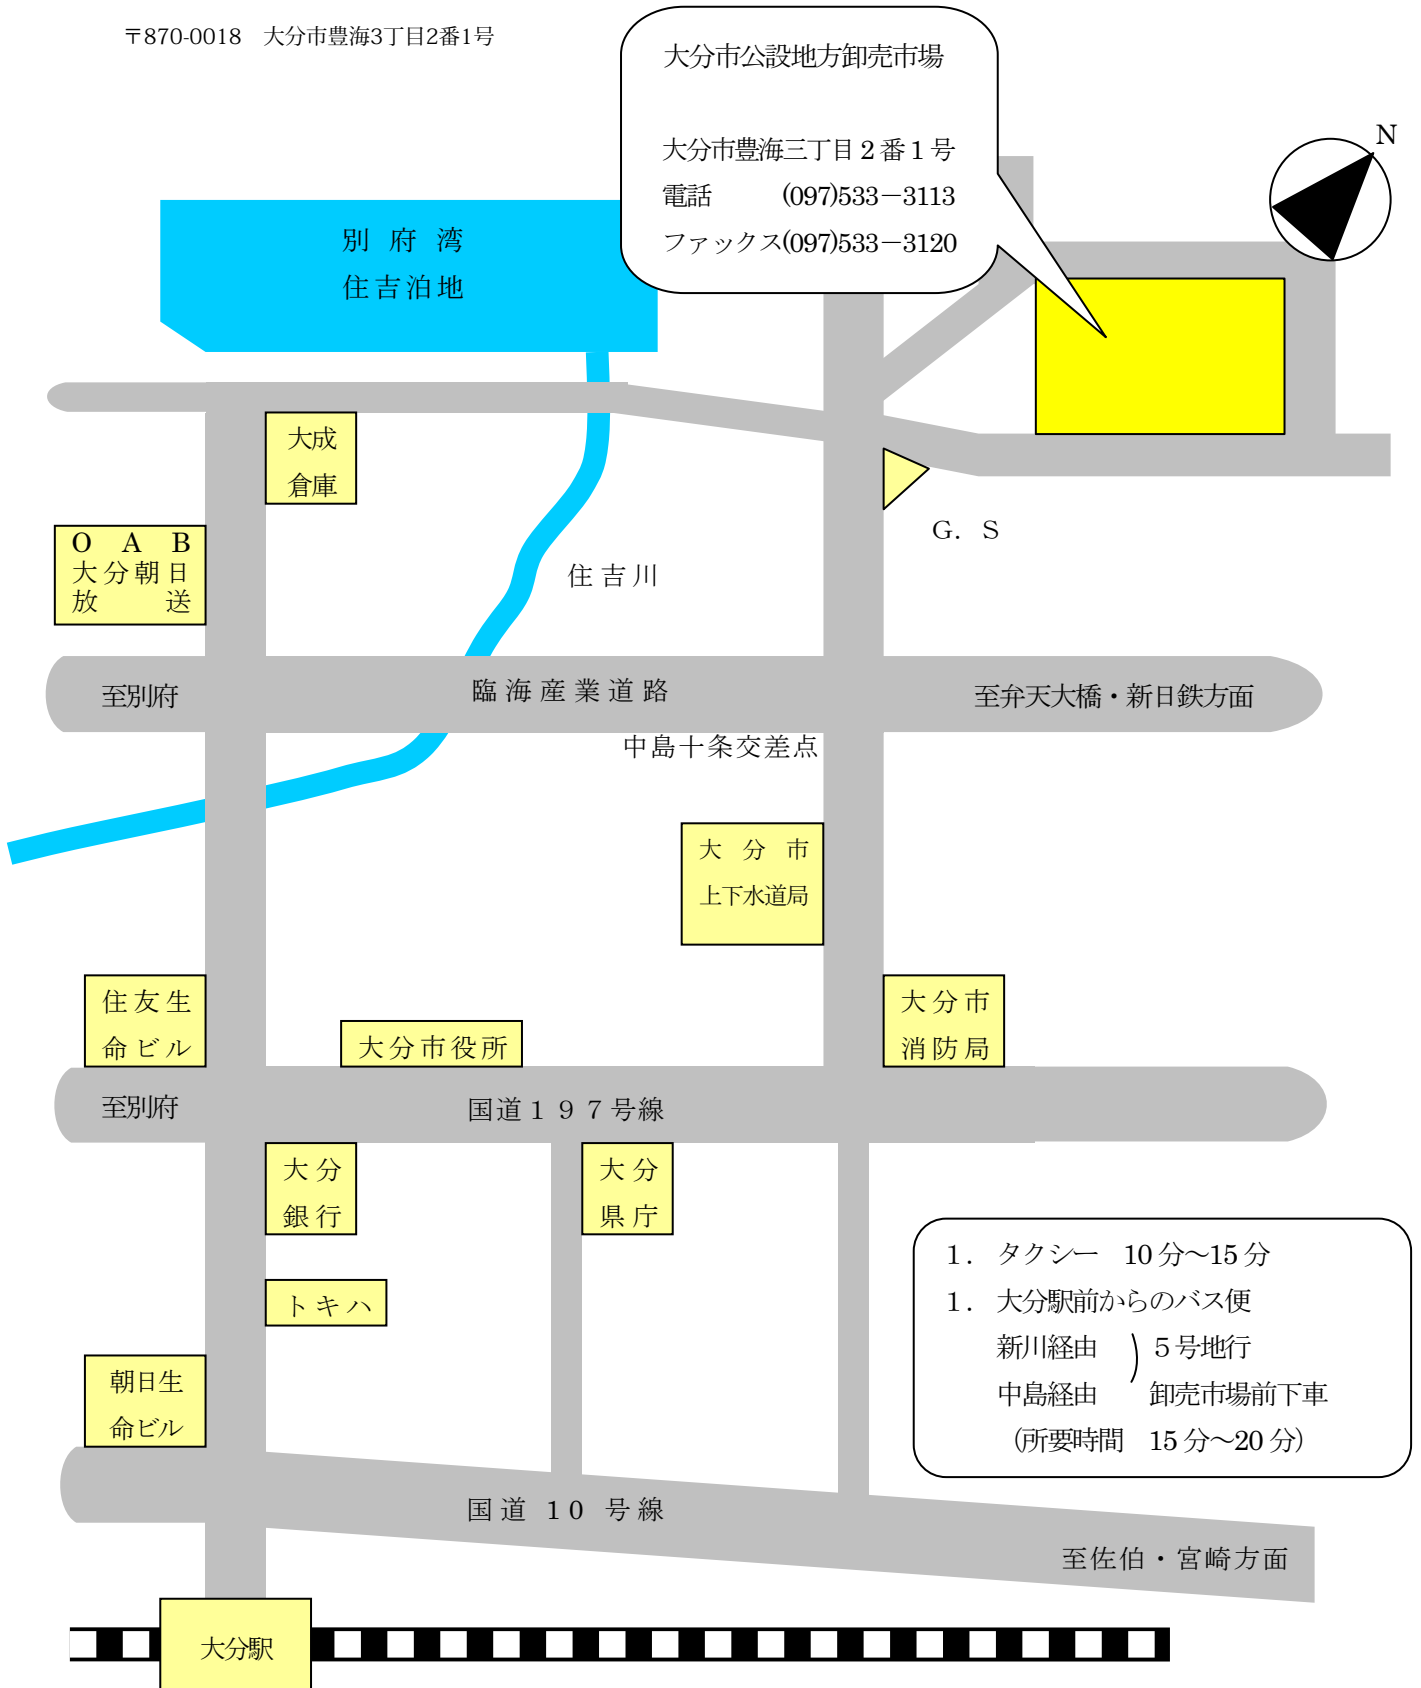 〒870-0018　大分市豊海3丁目2番1号
大分市公設地方卸売市場
大分市豊海三丁目２番１号
電話　　　(097)533－3113
ファックス(097)533－3120
N
別 府 湾
住吉泊地
大成
倉庫
G．S
O A B
大分朝日
放 送
住吉川
至別府
臨海産業道路
至弁天大橋・新日鉄方面
中島十条交差点
大 分 市
上下水道局
住友生
命ビル
大分市役所
大分市
消防局
至別府
国道１９７号線
大分
銀行
大分
県庁
トキハ
朝日生
命ビル
１．タクシー　10分～15分
１．大分駅前からのバス便
新川経由　）５号地行
中島経由　　卸売市場前下車
（所要時間　15分～20分）
国道 10 号線
至佐伯・宮崎方面
大分駅